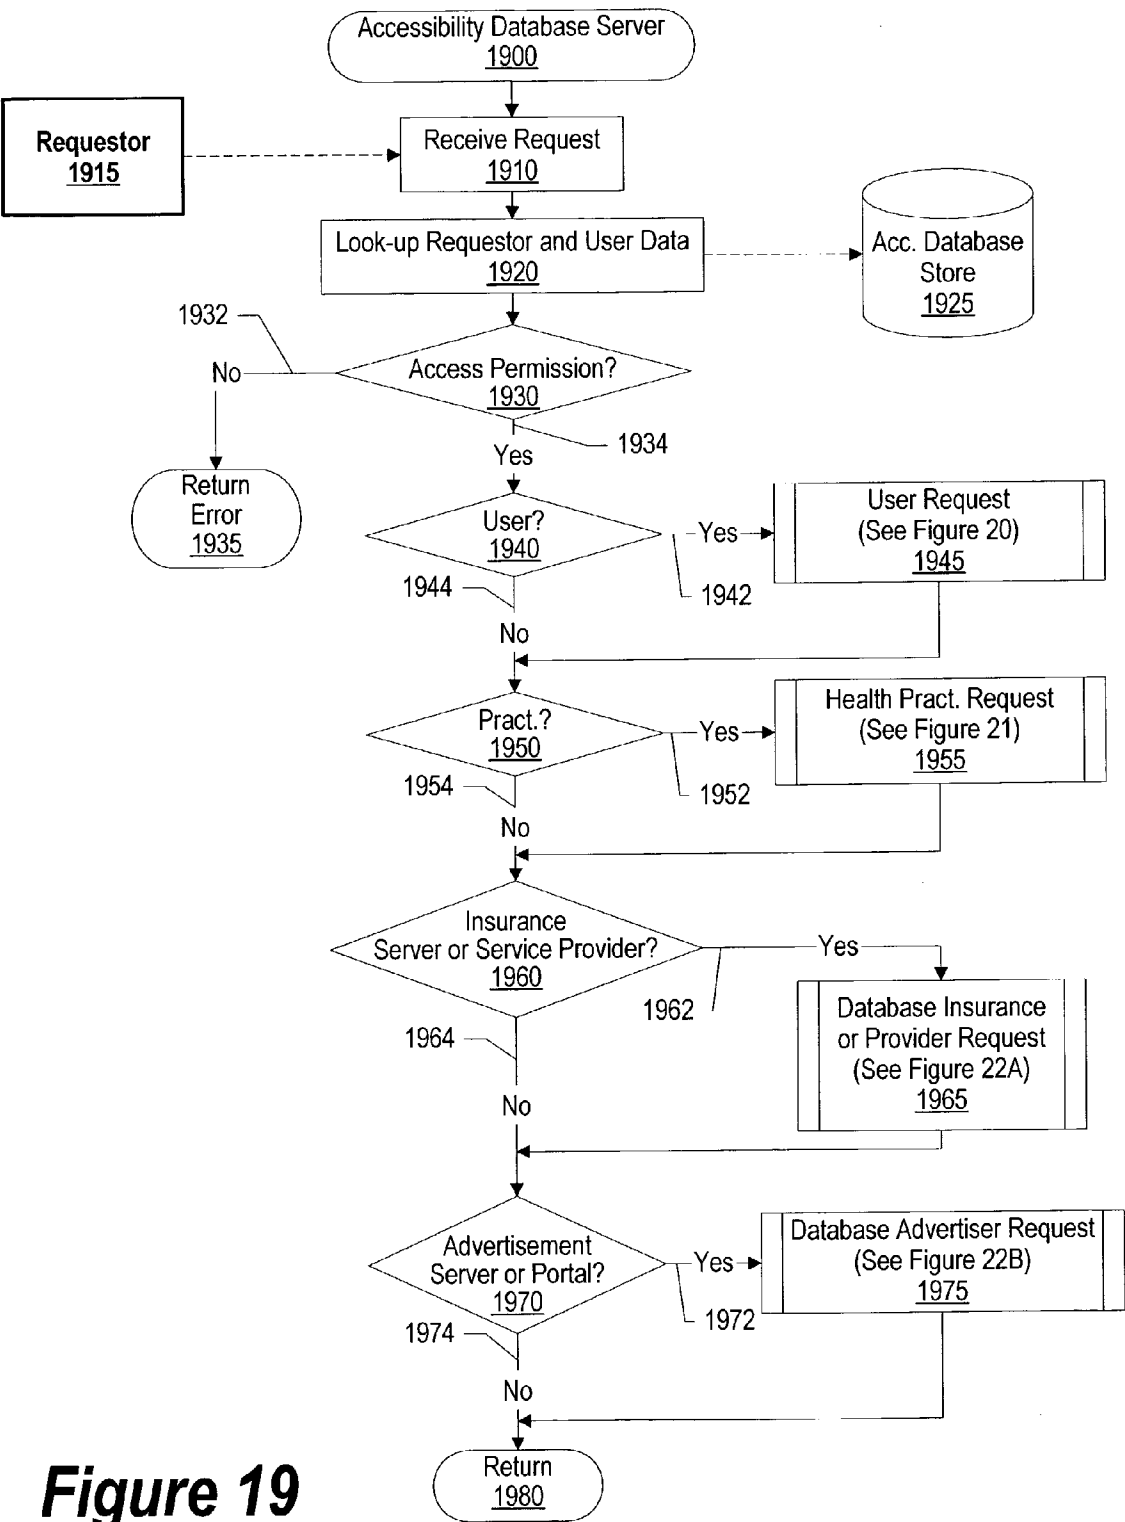 Accessibility Database Server
1900
Requestor
1915
Receive Request
1910
Look-up Requestor and User Data
1920
Acc. Database
Store
1925
1932
No
Access Permission?
1930
1934
Yes
Return
Error
1935
User?
1940
Yes
1942
User Request
(See Figure 20)
1945
1944
No
Pract.?
1950
Yes
1952
Health Pract. Request
(See Figure 21)
1955
1954
No
Insurance
Server or Service Provider?
1960
Yes
1962
Database Insurance
or Provider Request
(See Figure 22A)
1965
1964
No
Advertisement
Server or Portal?
1970
Yes
1972
Database Advertiser Request
(See Figure 22B)
1975
1974
No
Return
1980
Figure 19